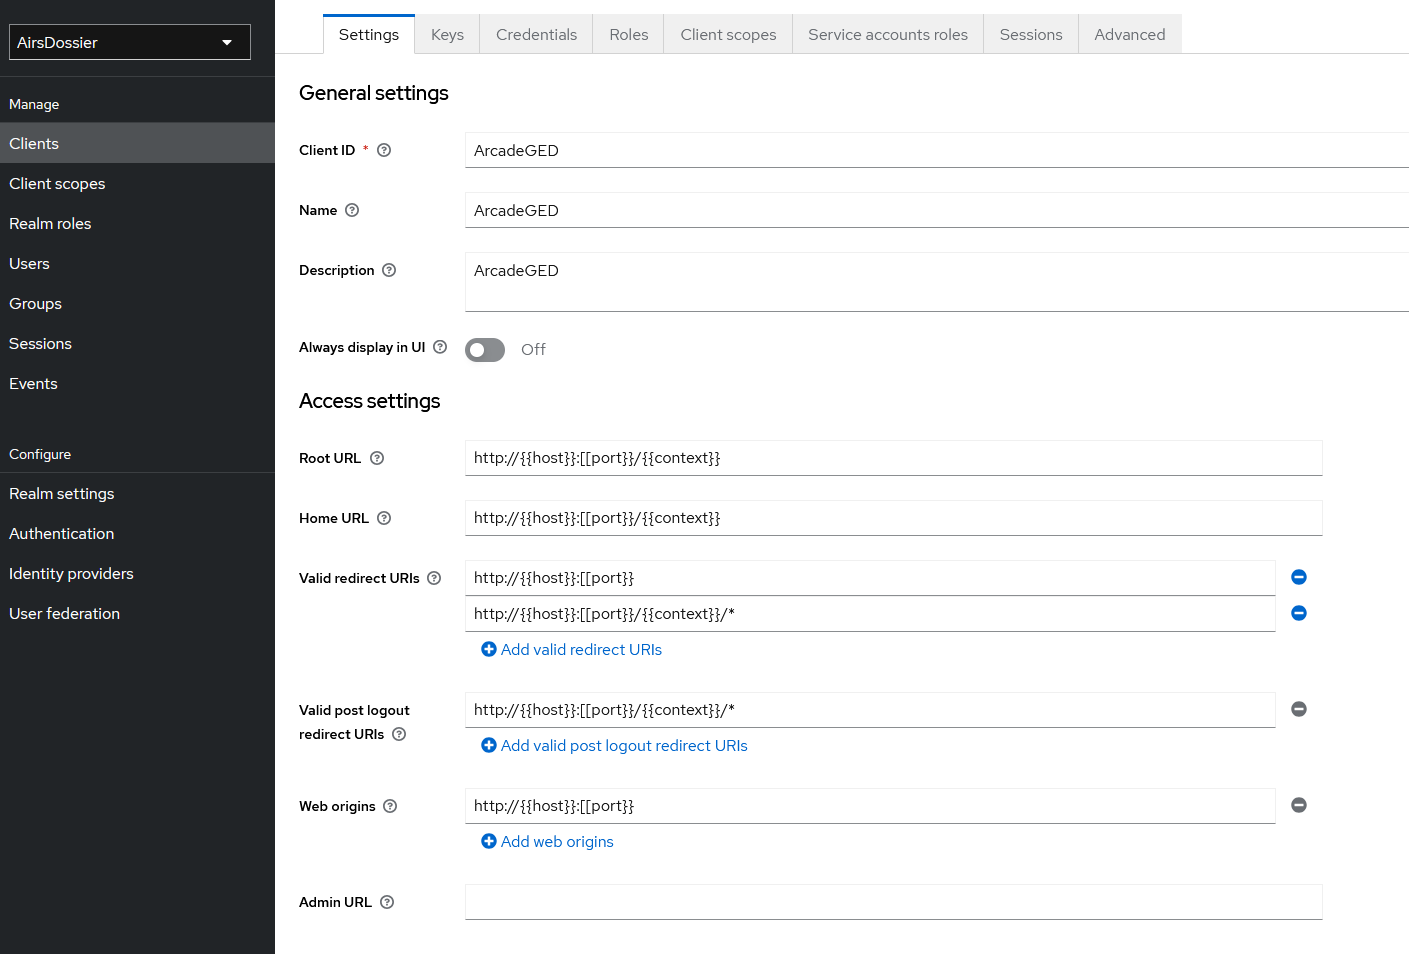 AirsDossier
Manage
Clients
Client scopes
Realm roles
Users
Groups
Sessions
Events
Configure
Realm settings
Authentication
Identity providers
User federation
Settings Keys Credentials Roles Client scopes Service accounts roles Sessions Advanced
General settings
Client ID * ArcadeGED
Name ArcadeGED
Description ArcadeGED
Always display in UI Off
Access settings
Root URL http://{{host}}:[[port}}/{{context}}
Home URL http://{{host}}:[[port}}/{{context}}
Valid redirect URIs http://{{host}}:[[port}}
http://{{host}}:[[port}}/{{context}}/*
Add valid redirect URIs
Valid post logout
redirect URIs http://{{host}}:[[port}}/{{context}}/*
Add valid post logout redirect URIs
Web origins http://{{host}}:[[port}}
Add web origins
Admin URL